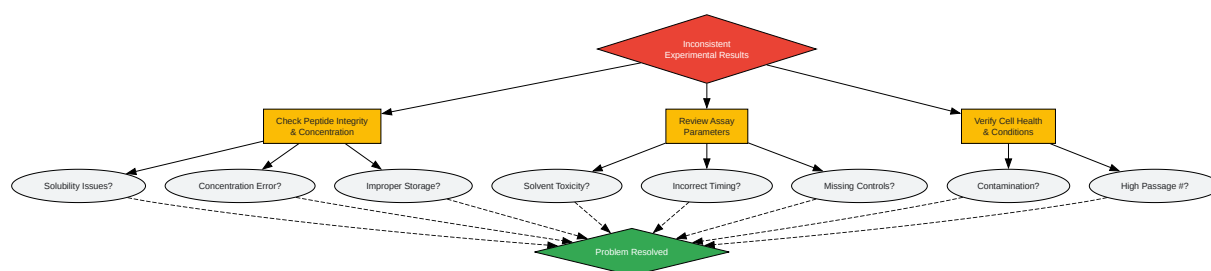 Inconsistent
Experimental Results
Check Peptide Integrity
& Concentration
Review Assay
Parameters
Verify Cell Health
& Conditions
Solubility Issues?
Concentration Error?
Improper Storage?
Solvent Toxicity?
Incorrect Timing?
Missing Controls?
Contamination?
High Passage #?
Problem Resolved